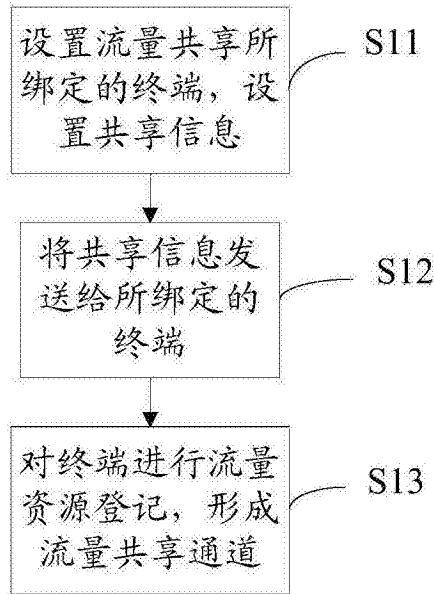 设置流量共享所
绑定的终端，设
置共享信息
S11
将共享信息发
送给所绑定的
终端
S12
对终端进行流量
资源登记，形成
流量共享通道
S13